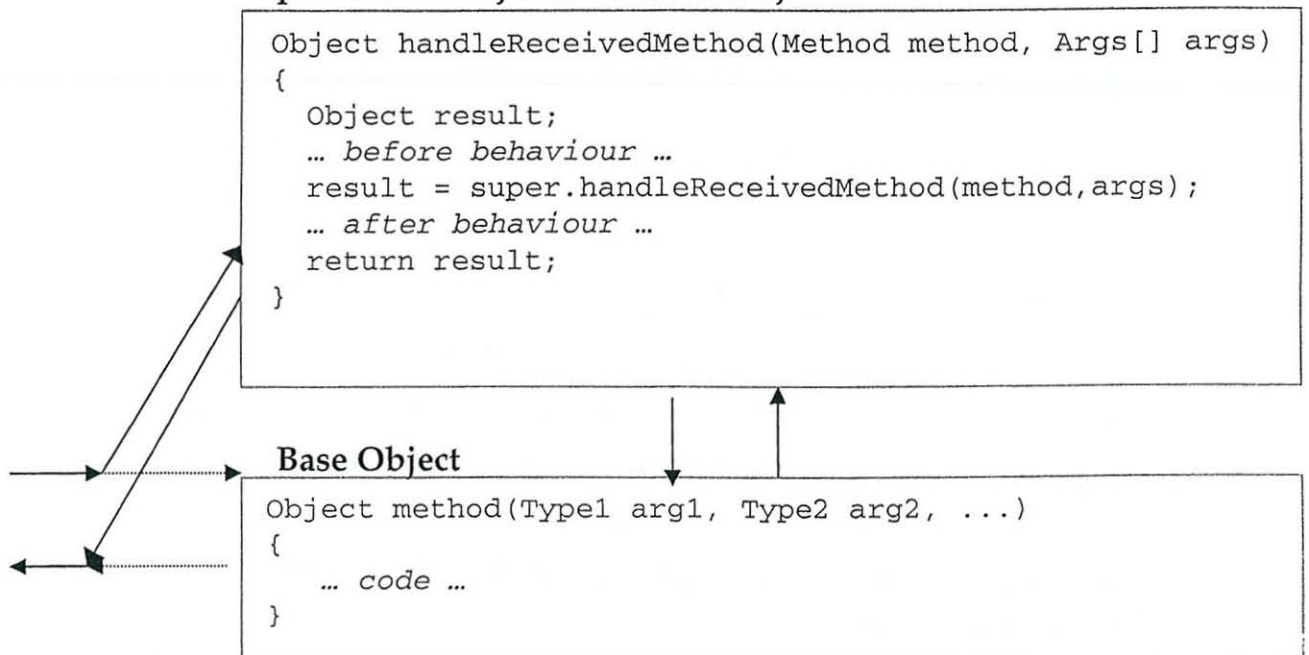 Object handleReceivedMethod(Method method, Args[] args)
{
Object result;
… before behaviour …
result = super.handleReceivedMethod(method,args);
… after behaviour …
return result;
}
Base Object
Object method(Type1 arg1, Type2 arg2, ...)
{
… code …
}